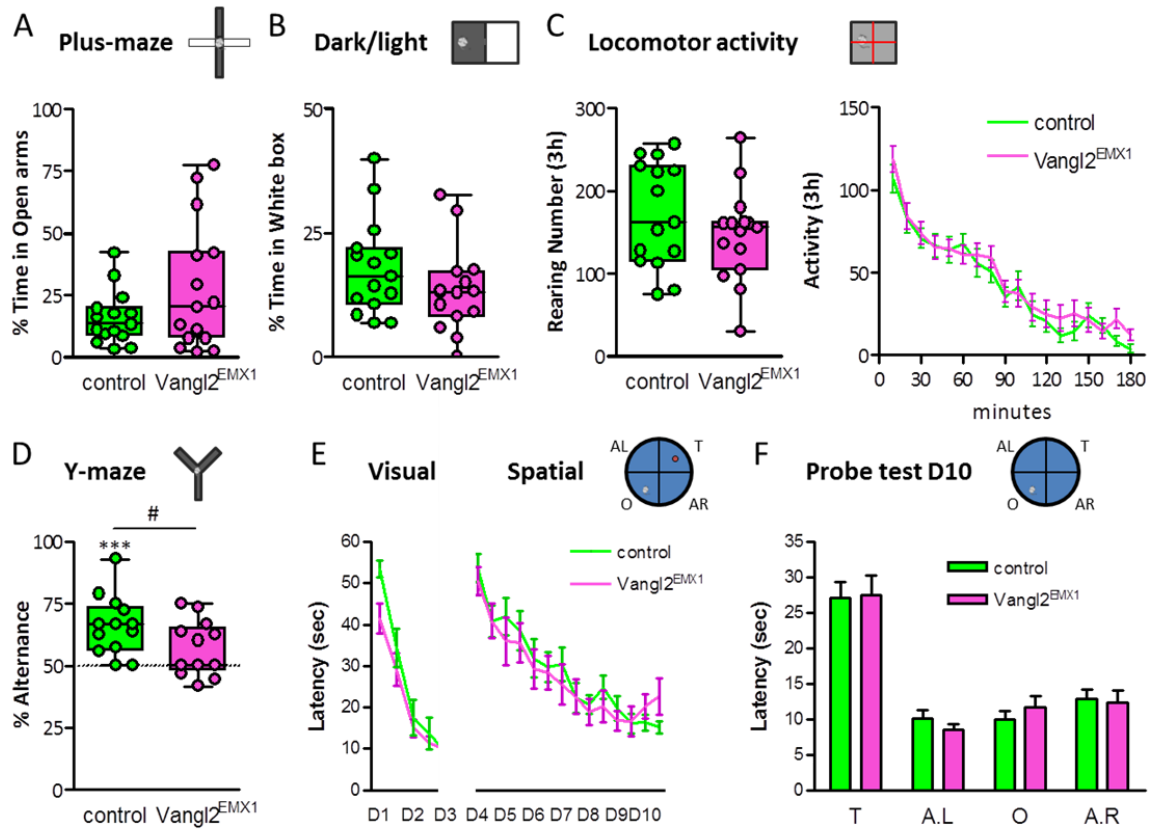 A Plus-maze
% Time in Open arms
100
75
50
25
0
control Vangl2EMX1
B Dark/light
% Time in White box
50
25
0
control Vangl2EMX1
C Locomotor activity
Rearing Number (3h)
300
200
100
0
control Vangl2EMX1
Activity (3h)
150
100
50
0
control
Vangl2EMX1
0 30 60 90 120 150 180
minutes
D Y-maze
#
***
% Alternance
100
75
50
25
0
control Vangl2EMX1
E Visual Spatial
AL T
O AR
Latency (sec)
60
50
40
30
20
10
0
control
Vangl2EMX1
D1 D2 D3 D4 D5 D6 D7 D8 D9D10
F Probe test D10
AL T
O AR
Latency (sec)
35
30
25
20
15
10
5
0
control
Vangl2EMX1
T A.L O A.R